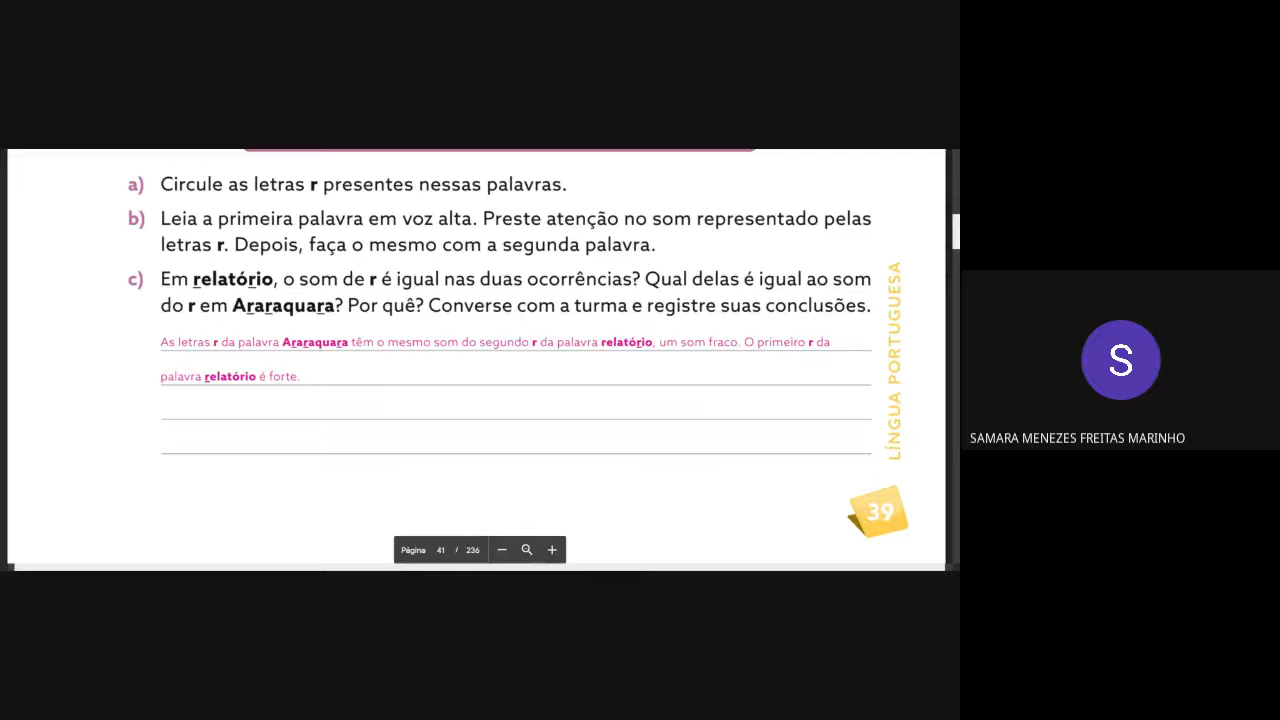 a) Circule as letras r presentes nessas palavras.
b) Leia a primeira palavra em voz alta. Preste atenção no som representado pelas
letras r. Depois, faça o mesmo com a segunda palavra.
c) Em relatório, o som de r é igual nas duas ocorrências? Qual delas é igual ao som
do r em Araraquara? Por quê? Converse com a turma e registre suas conclusões.
As letras r da palavra Araraquara têm o mesmo som do segundo r da palavra relatório, um som fraco. O primeiro r da
palavra relatório é forte.
LÍNGUA PORTUGUESA
39
Página 41 / 236
S
SAMARA MENEZES FREITAS MARINHO